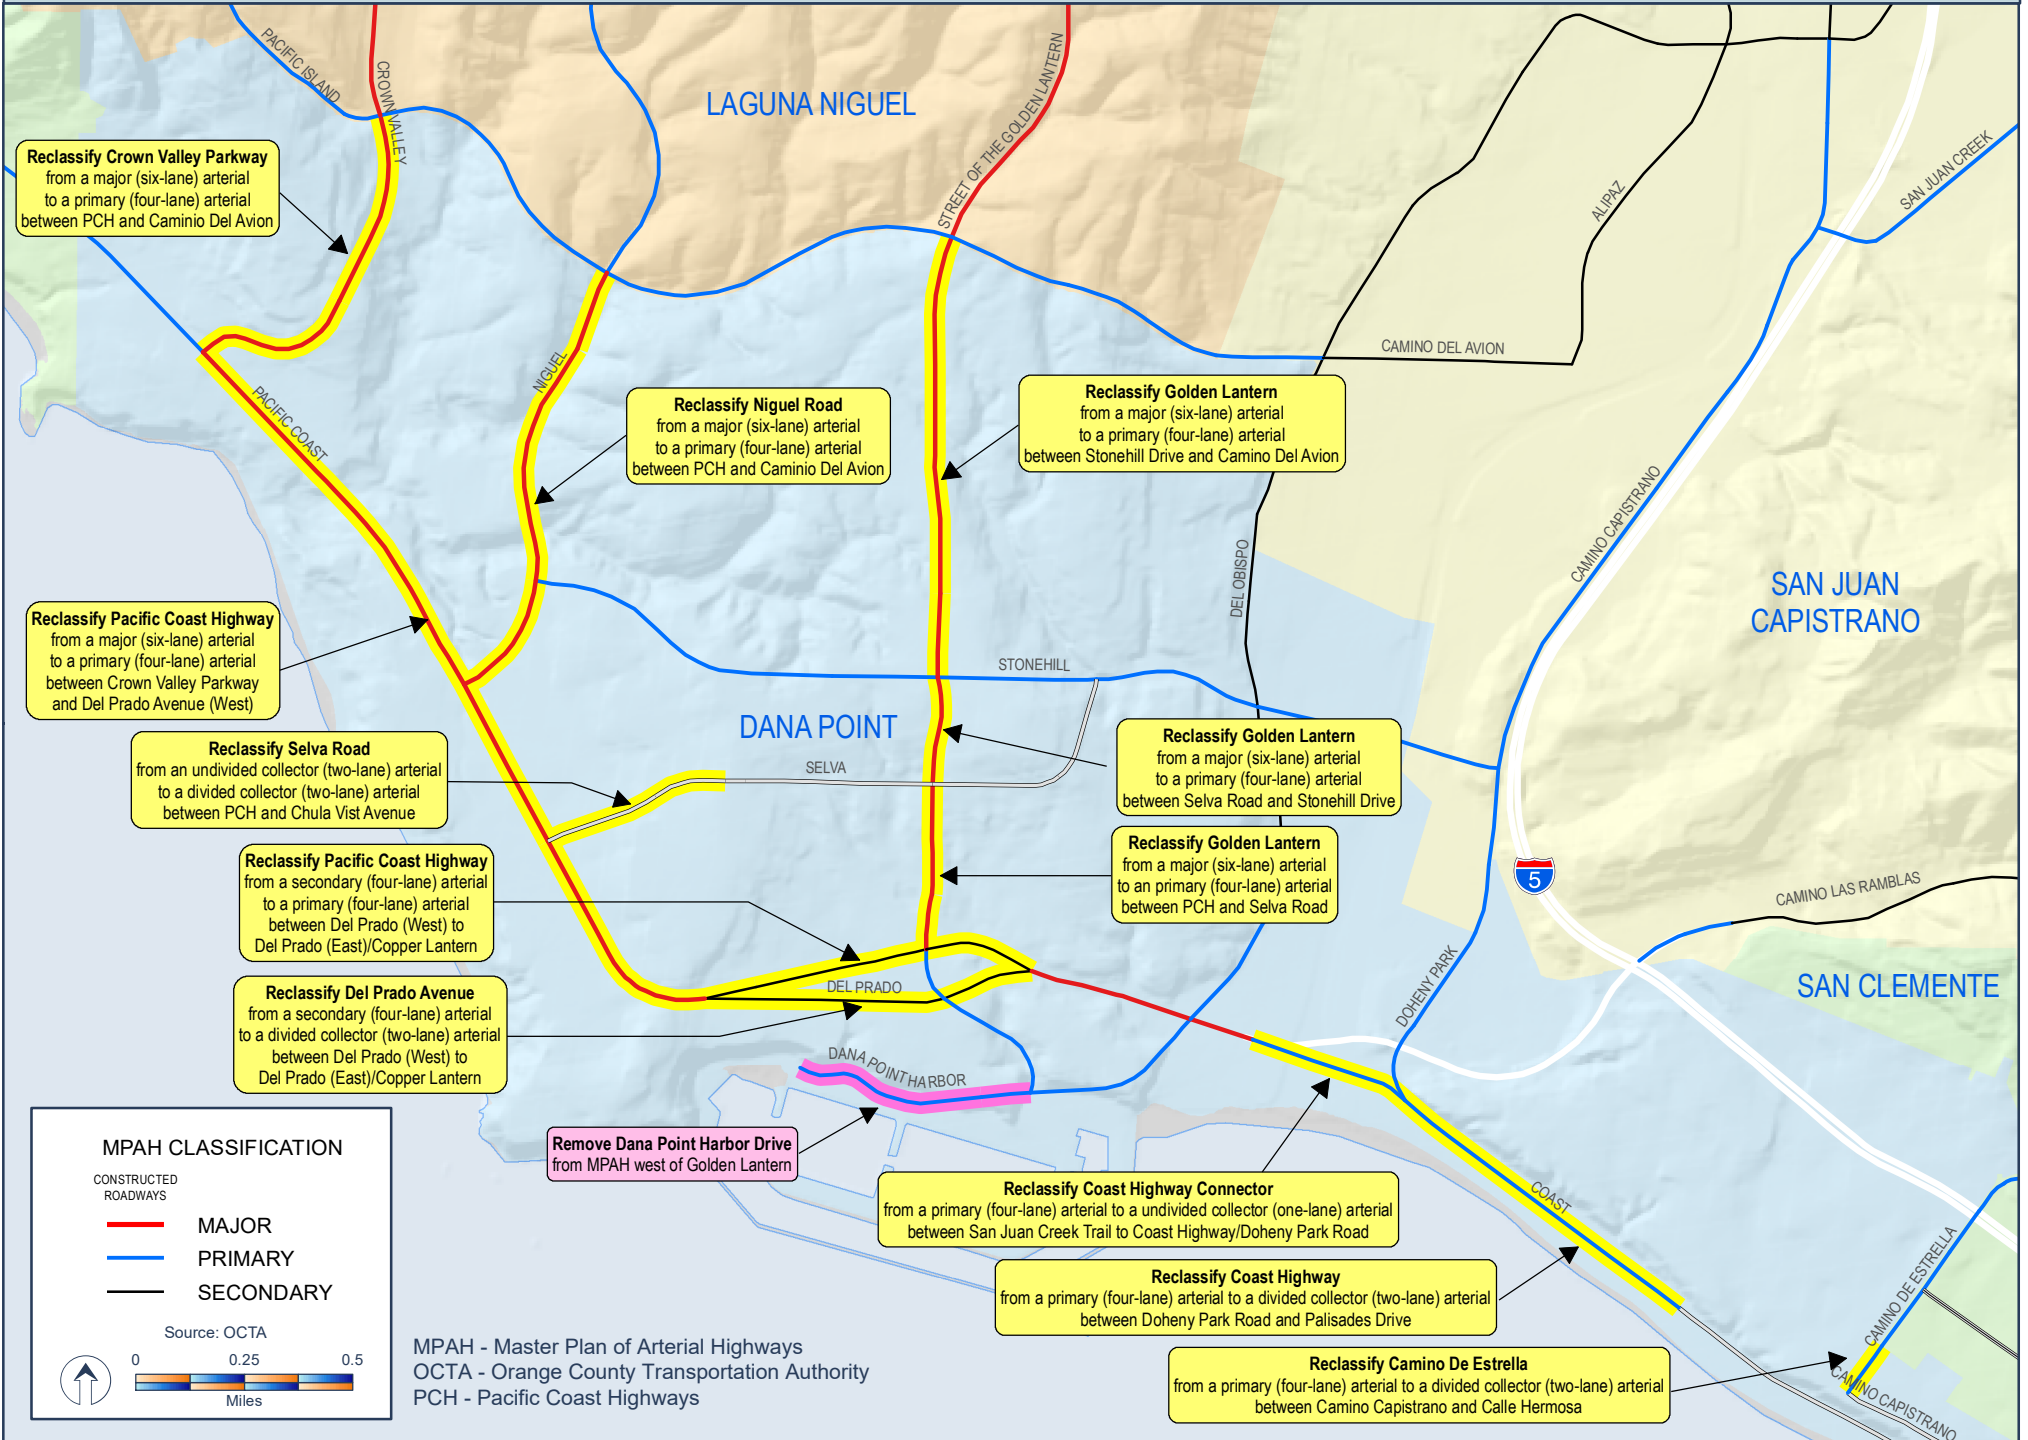 PACIFIC ISLAND
CROWN VALLEY
LAGUNA NIGUEL
STREET OF THE GOLDEN LANTERN
ALIPAZ
SAN JUAN CREEK
Reclassify Crown Valley Parkway
from a major (six-lane) arterial
to a primary (four-lane) arterial
between PCH and Caminio Del Avion
CAMINO DEL AVION
NIGUEL
PACIFIC COAST
Reclassify Niguel Road
from a major (six-lane) arterial
to a primary (four-lane) arterial
between PCH and Caminio Del Avion
Reclassify Golden Lantern
from a major (six-lane) arterial
to a primary (four-lane) arterial
between Stonehill Drive and Camino Del Avion
CAMINO CAPISTRANO
DEL OBISPO
SAN JUAN
CAPISTRANO
Reclassify Pacific Coast Highway
from a major (six-lane) arterial
to a primary (four-lane) arterial
between Crown Valley Parkway
and Del Prado Avenue (West)
STONEHILL
DANA POINT
Reclassify Selva Road
from an undivided collector (two-lane) arterial
to a divided collector (two-lane) arterial
between PCH and Chula Vist Avenue
SELVA
Reclassify Golden Lantern
from a major (six-lane) arterial
to a primary (four-lane) arterial
between Selva Road and Stonehill Drive
Reclassify Golden Lantern
from a major (six-lane) arterial
to an primary (four-lane) arterial
between PCH and Selva Road
5
CAMINO LAS RAMBLAS
Reclassify Pacific Coast Highway
from a secondary (four-lane) arterial
to a primary (four-lane) arterial
between Del Prado (West) to
Del Prado (East)/Copper Lantern
DOHENY PARK
SAN CLEMENTE
Reclassify Del Prado Avenue
from a secondary (four-lane) arterial
to a divided collector (two-lane) arterial
between Del Prado (West) to
Del Prado (East)/Copper Lantern
DEL PRADO
DANA POINT HARBOR
Remove Dana Point Harbor Drive
from MPAH west of Golden Lantern
Reclassify Coast Highway Connector
from a primary (four-lane) arterial to a undivided collector (one-lane) arterial
between San Juan Creek Trail to Coast Highway/Doheny Park Road
COAST
Reclassify Coast Highway
from a primary (four-lane) arterial to a divided collector (two-lane) arterial
between Doheny Park Road and Palisades Drive
CAMINO DE ESTRELLA
Reclassify Camino De Estrella
from a primary (four-lane) arterial to a divided collector (two-lane) arterial
between Camino Capistrano and Calle Hermosa
CAMINO CAPISTRANO
MPAH CLASSIFICATION
CONSTRUCTED
ROADWAYS
MAJOR
PRIMARY
SECONDARY
Source: OCTA
0 0.25 0.5
Miles
MPAH - Master Plan of Arterial Highways
OCTA - Orange County Transportation Authority
PCH - Pacific Coast Highways